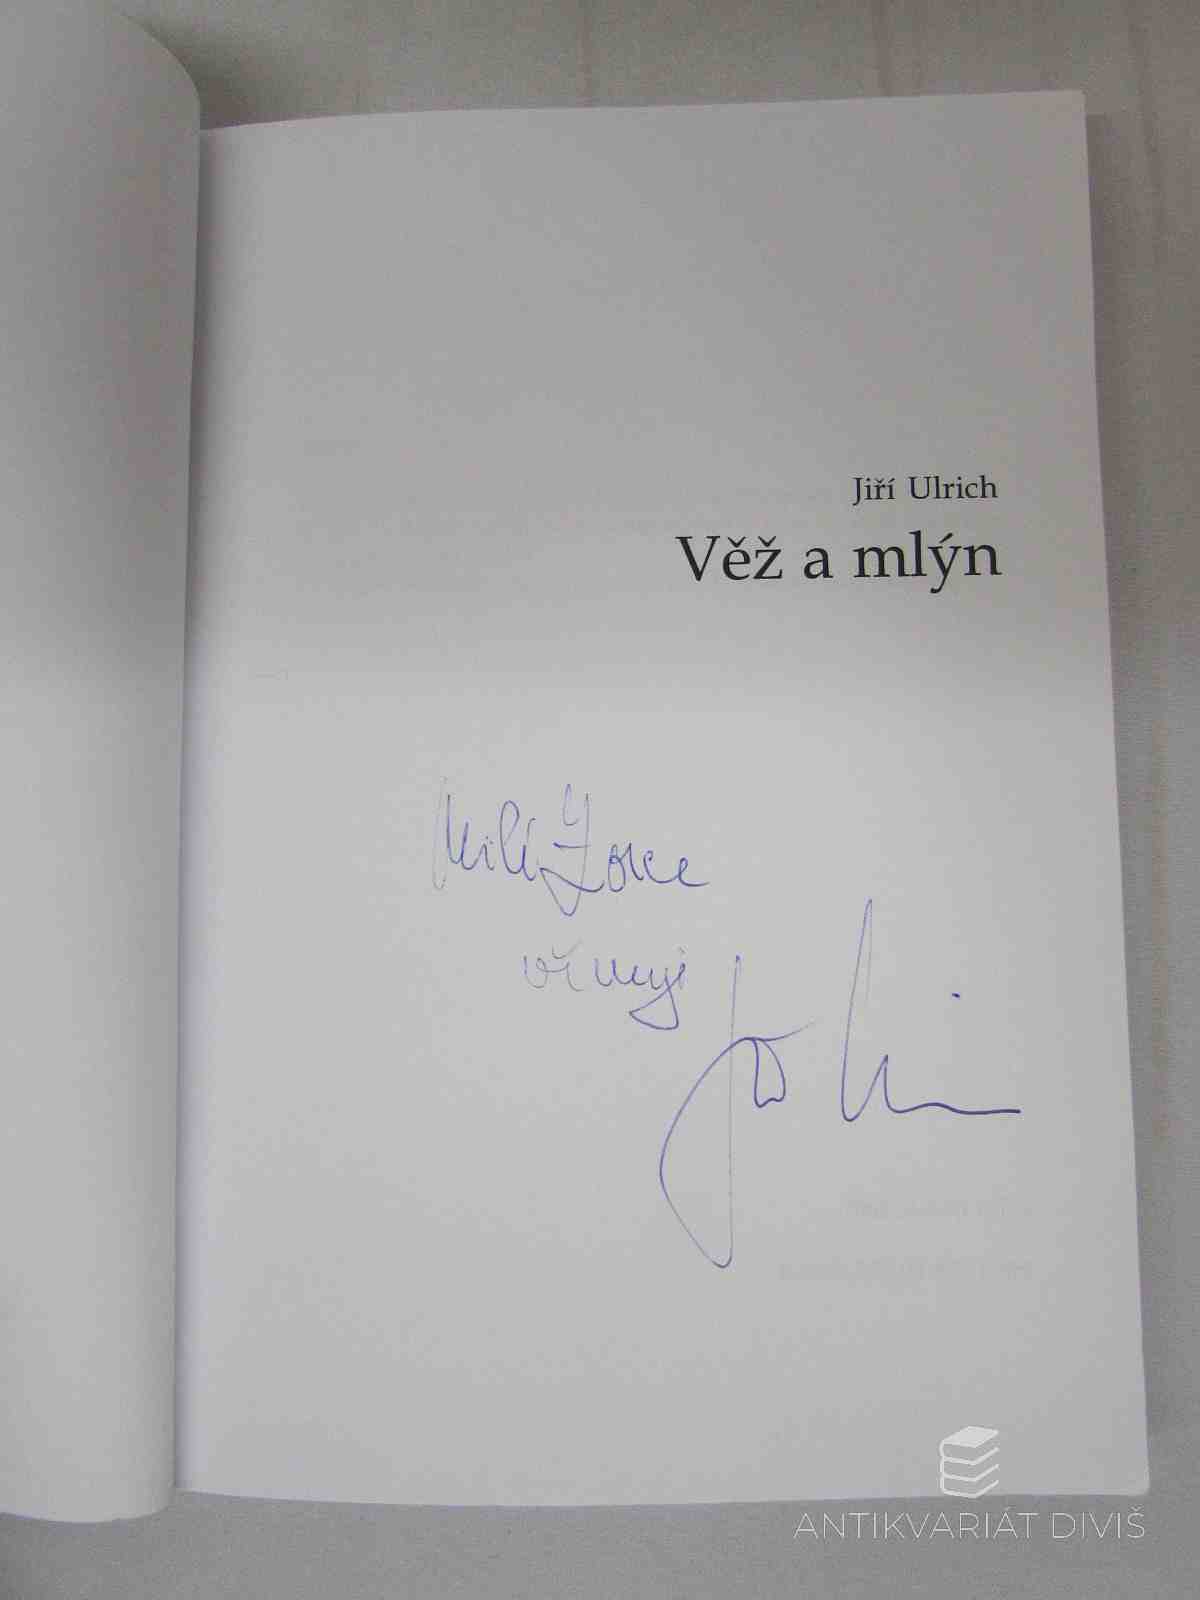 Jiří Ulrich
Věž a mlýn
Milé Zorce
věnuji
ANTIKVARIÁT DIVIŠ